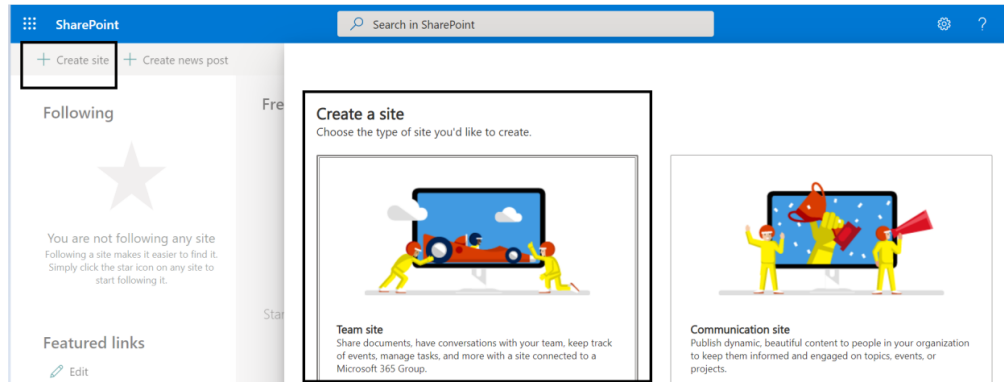 SharePoint
Search in SharePoint
?
+ Create site
+ Create news post
Following
Fre
You are not following any site
Following a site makes it easier to find it.
Simply click the star icon on any site to
start following it.
Star
Featured links
Edit
Create a site
Choose the type of site you'd like to create.
Team site
Share documents, have conversations with your team, keep track
of events, manage tasks, and more with a site connected to a
Microsoft 365 Group.
Communication site
Publish dynamic, beautiful content to people in your organization
to keep them informed and engaged on topics, events, or
projects.